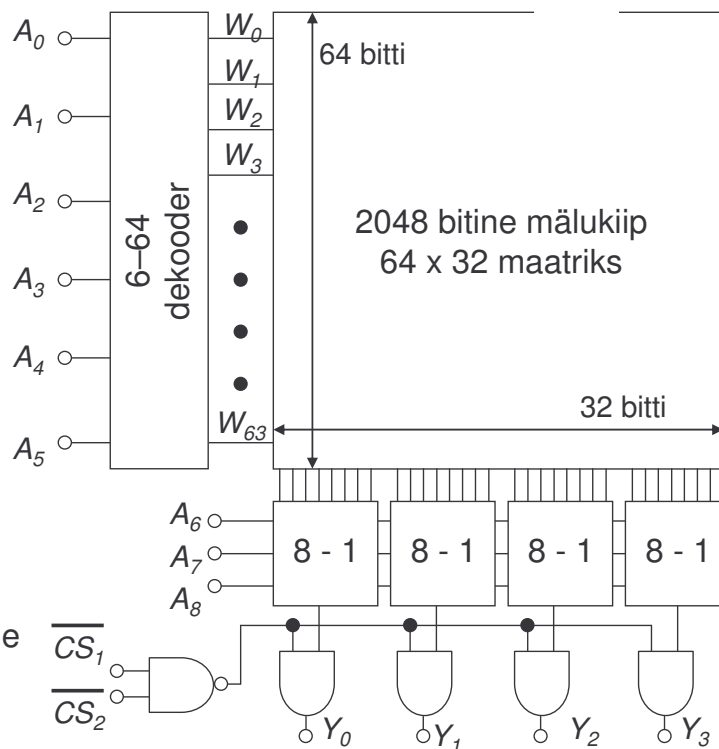 A0
A1
A2
A3
A4
A5
6–64
dekooder
W0
W1
W2
W3
W63
64 bitti
2048 bitine mälukiip
64 x 32 maatriks
32 bitti
A6
A7
A8
8 - 1
8 - 1
8 - 1
8 - 1
e
CS1
CS2
Y0
Y1
Y2
Y3